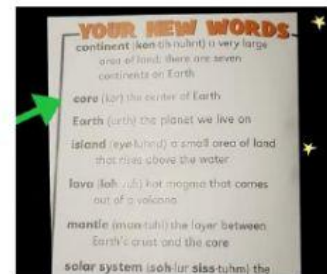 YOUR NEW WORDS
continent (kon-tih-nuhnt) a very large
area of land; there are seven
continents on Earth
core (kor) the center of Earth
Earth (urth) the planet we live on
island (eye-luhnd) a small area of land
that rises above the water
lava (lah-vuh) hot magma that comes
out of a volcano
mantle (man-tuhl) the layer between
Earth's crust and the core
solar system (soh-lur siss-tuhm) the